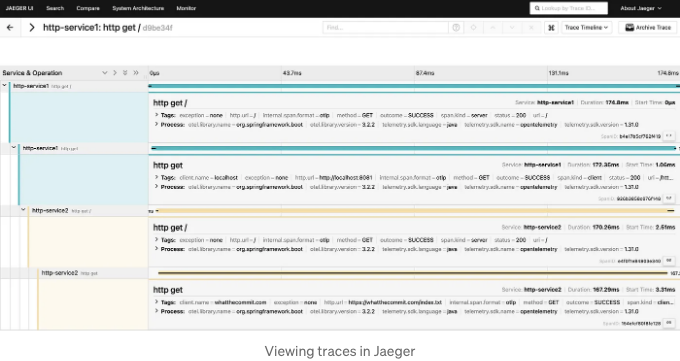 JAEGER UI Search Compare System Architecture Monitor Lookup by Trace ID... About Jaeger
http-service1: http get / d9be34f Find... Trace Timeline Archive Trace
Service & Operation 0μs 43.7ms 87.4ms 131.1ms 174.8ms
http-service1 http get /
http get / Service: http-service1 Duration: 174.8ms Start Time: 0μs
Tags: exception = none http.url = / internal.span.format = otlp method = GET outcome = SUCCESS span.kind = server status = 200 uri = /
Process: otel.library.name = org.springframework.boot otel.library.version = 3.2.2 telemetry.sdk.language = java telemetry.sdk.name = opentelemetry telemetry.sdk.version = 1.31.0
SpanID:
http-service1 http get
http get Service: http-service1 Duration: 172.35ms Start Time: 1.06ms
Tags: client.name = localhost exception = none http.url = http://localhost:8081 internal.span.format = otlp method = GET outcome = SUCCESS span.kind = client status = 200
Process: otel.library.name = org.springframework.boot otel.library.version = 3.2.2 telemetry.sdk.language = java telemetry.sdk.name = opentelemetry telemetry.sdk.version = 1.31.0
SpanID:
http-service2 http get /
http get / Service: http-service2 Duration: 170.26ms Start Time: 2.51ms
Tags: exception = none http.url = / internal.span.format = otlp method = GET outcome = SUCCESS span.kind = server status = 200 uri = /
Process: otel.library.name = org.springframework.boot otel.library.version = 3.2.2 telemetry.sdk.language = java telemetry.sdk.name = opentelemetry telemetry.sdk.version = 1.31.0
SpanID:
http-service2 http get
http get Service: http-service2 Duration: 167.29ms Start Time: 3.31ms
Tags: client.name = whatthecommit.com exception = none http.url = https://whatthecommit.com/index.txt internal.span.format = otlp method = GET outcome = SUCCESS span.kind = clien...
Process: otel.library.name = org.springframework.boot otel.library.version = 3.2.2 telemetry.sdk.language = java telemetry.sdk.name = opentelemetry telemetry.sdk.version = 1.31.0
SpanID:
Viewing traces in Jaeger